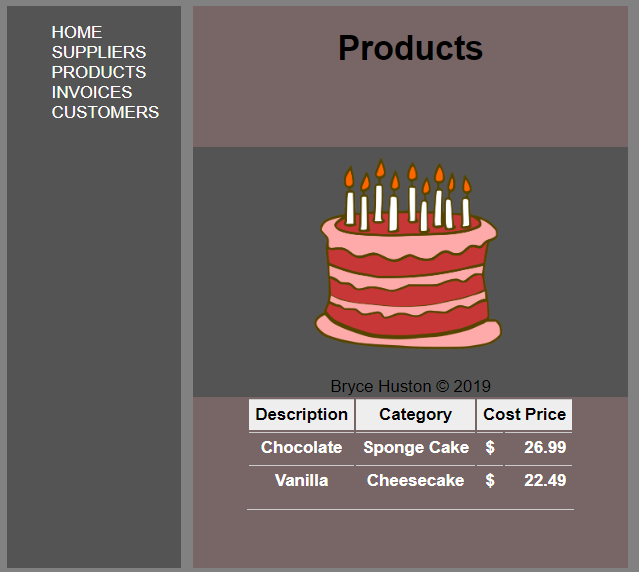 HOME
SUPPLIERS
PRODUCTS
INVOICES
CUSTOMERS
Products
Bryce Huston © 2019
Description Category Cost Price
Chocolate Sponge Cake $ 26.99
Vanilla Cheesecake $ 22.49